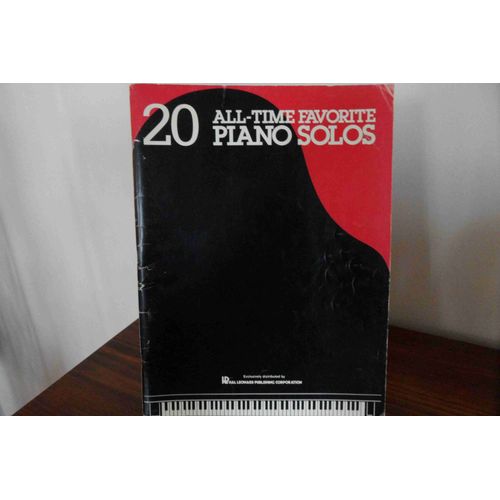 20 ALL-TIME FAVORITE
PIANO SOLOS
Exclusively distributed by
HAL LEONARD PUBLISHING CORPORATION